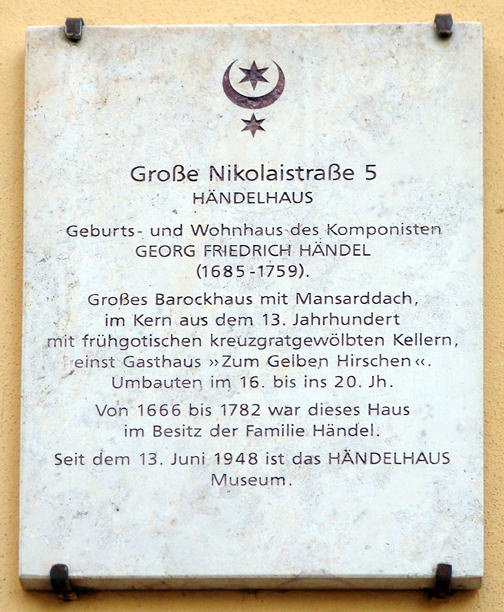 Große Nikolaistraße 5
HÄNDELHAUS
Geburts- und Wohnhaus des Komponisten
GEORG FRIEDRICH HÄNDEL
(1685-1759).
Großes Barockhaus mit Mansarddach,
im Kern aus dem 13. Jahrhundert
mit frühgotischen kreuzgratgewölbten Kellern,
einst Gasthaus »Zum Gelben Hirschen«.
Umbauten im 16. bis ins 20. Jh.
Von 1666 bis 1782 war dieses Haus
im Besitz der Familie Händel.
Seit dem 13. Juni 1948 ist das HÄNDELHAUS
Museum.